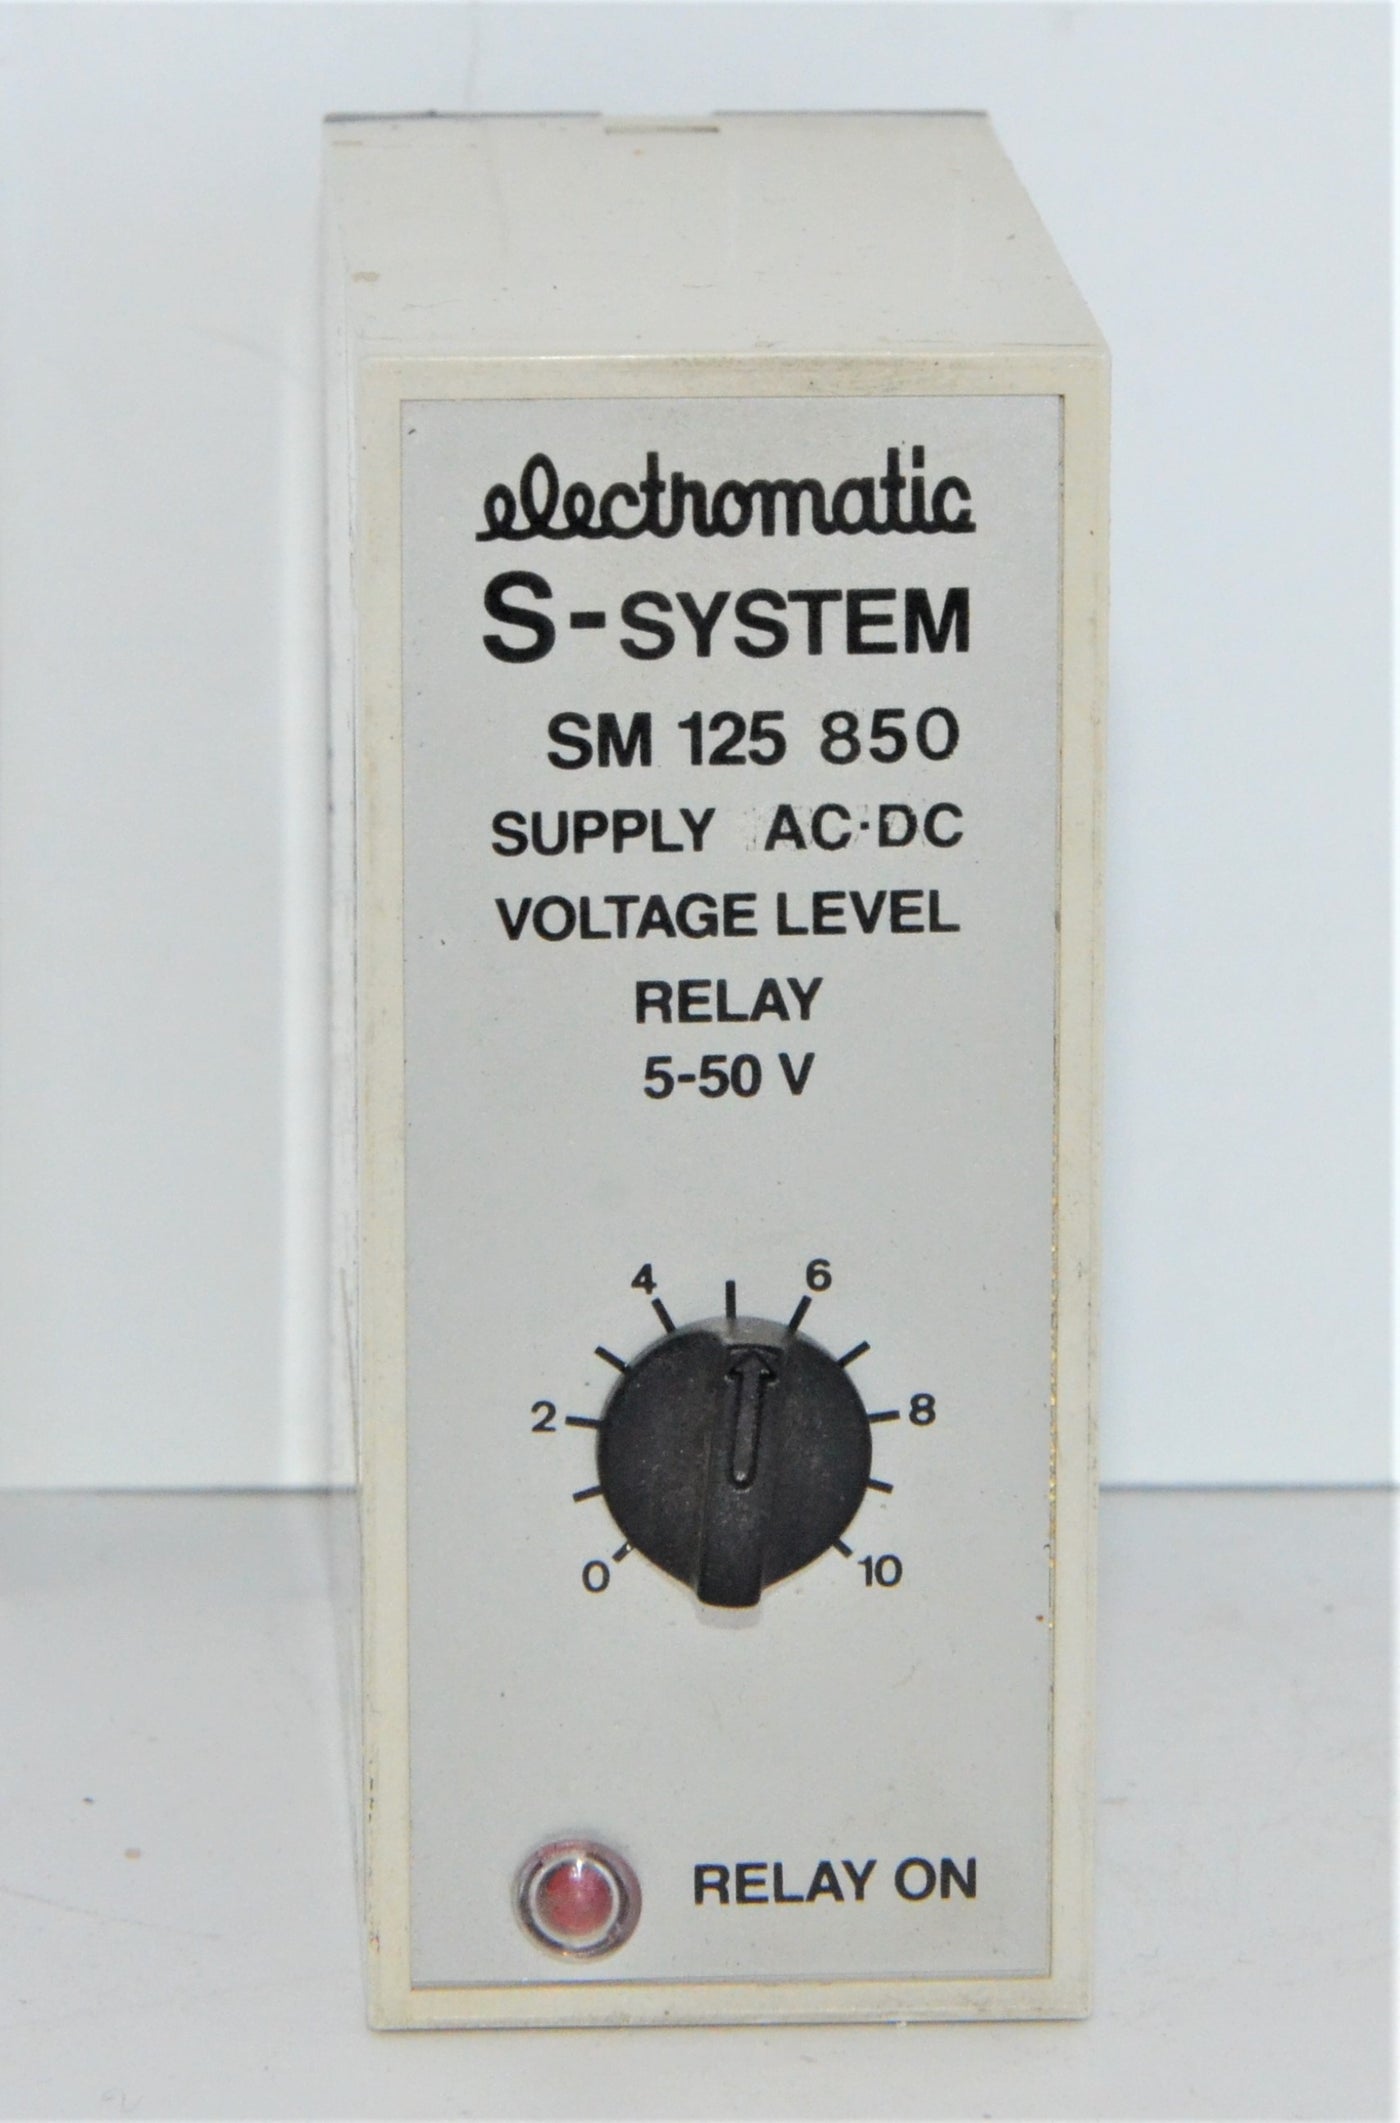 electromatic
S-SYSTEM
SM 125 850
SUPPLY AC·DC
VOLTAGE LEVEL
RELAY
5-50 V
4 6
2 8
0 10
RELAY ON